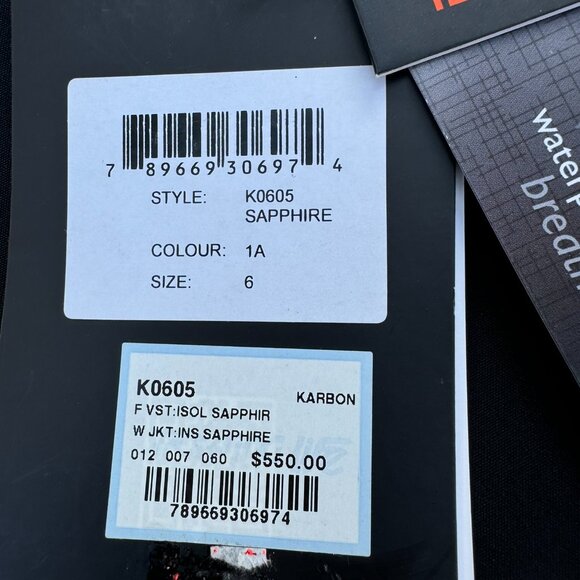 7 89669 30697 4
STYLE: K0605
SAPPHIRE
COLOUR: 1A
SIZE: 6
K0605 KARBON
F VST:ISOL SAPPHIR
W JKT:INS SAPPHIRE
012 007 060 $550.00
789669306974